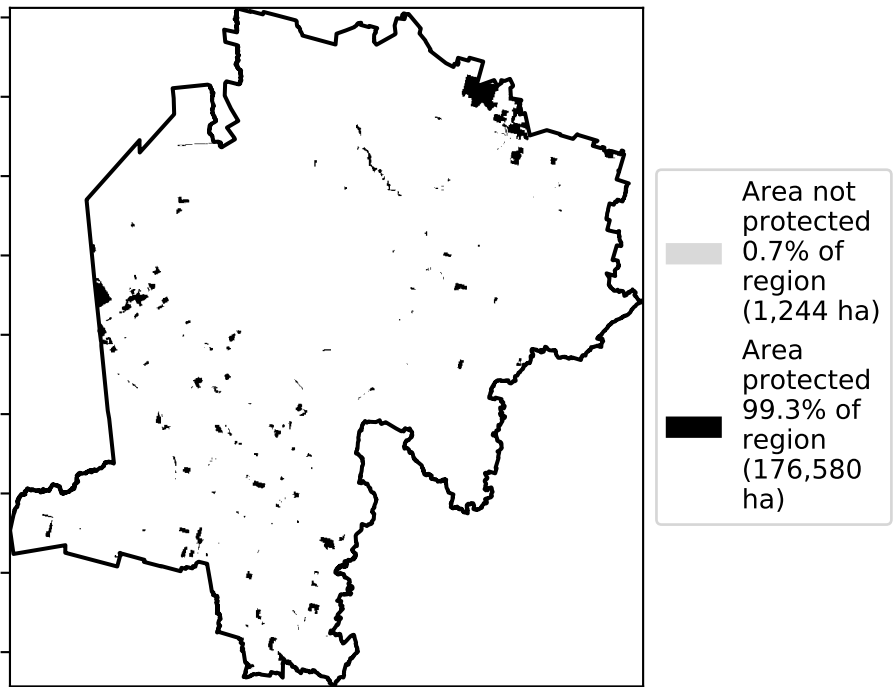 Area not
protected
0.7% of
region
(1,244 ha)
Area
protected
99.3% of
region
(176,580
ha)